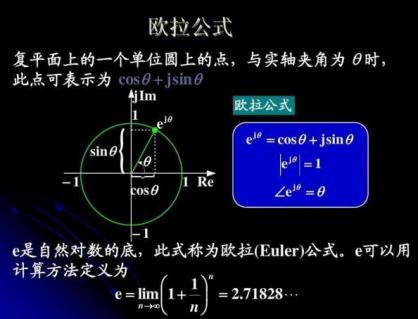 欧拉公式
复平面上的一个单位圆上的点，与实轴夹角为 θ 时，
此点可表示为 cosθ+jsinθ
jIm
1
e^{jθ}
sinθ
θ
−1
cosθ
1 Re
−1
欧拉公式
e^{jθ} = cosθ + jsinθ
|e^{jθ}| = 1
∠e^{jθ} = θ
e是自然对数的底，此式称为欧拉(Euler)公式。e可以用
计算方法定义为
e = lim_{n→∞} (1 + 1/n)^n = 2.71828⋯